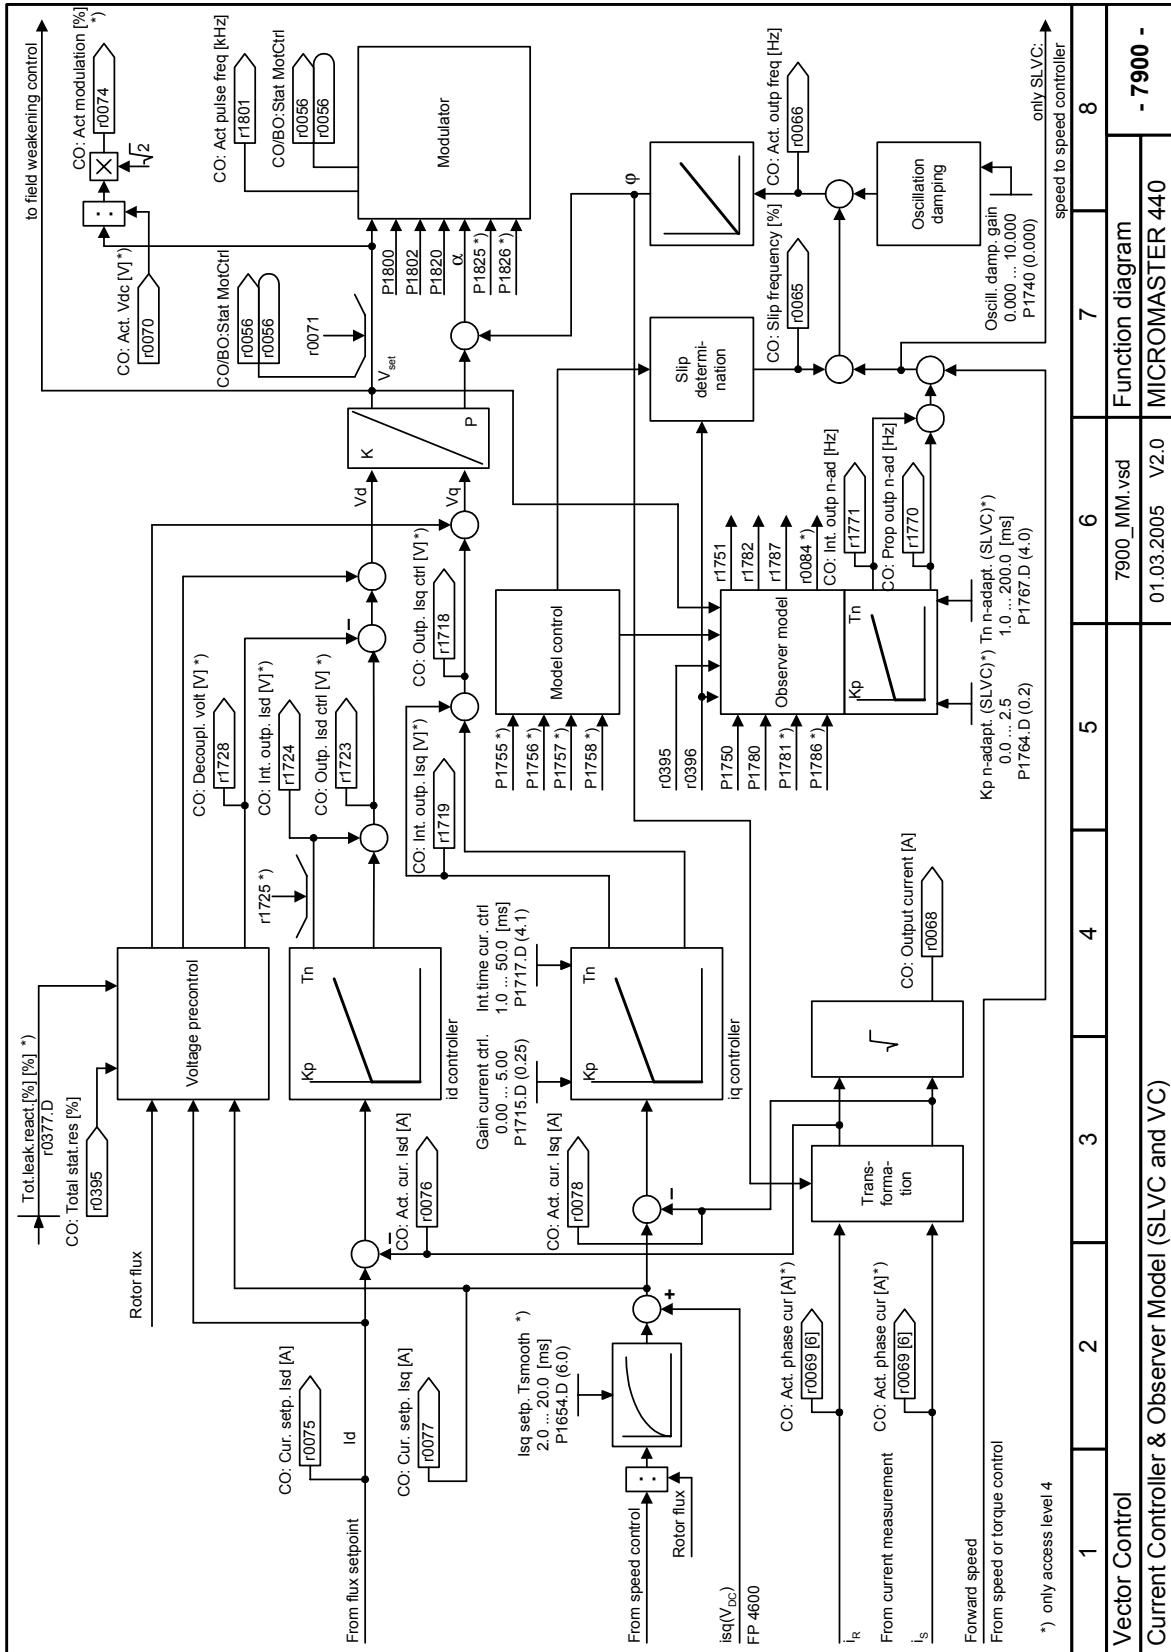 Tot.leak.react.[%] [%] *)
r0377.D
CO: Total stat.res [%]
r0395
Rotor flux
Voltage precontrol
CO: Decoupl. volt [V] *)
r1728
CO: Int. outp. Isd [V] *)
r1724
CO: Outp. Isd ctrl [V] *)
r1723
r1725 *)
to field weakening control
CO: Act. Vdc [V] *)
r0070
CO: Act modulation [%]
*)
r0074
√2
CO/BO:Stat MotCtrl
r0056
r0056
r0071
V set
CO: Act pulse freq [kHz]
r1801
CO/BO:Stat MotCtrl
r0056
r0056
Modulator
P1800
P1802
P1820
α
P1825 *)
P1826 *)
CO: Cur. setp. Isd [A]
r0075
Id
From flux setpoint
CO: Cur. setp. Isq [A]
r0077
CO: Act. cur. Isd [A]
r0076
–
Kp
Tn
id controller
–
Vd
Vq
K
P
Gain current ctrl.
0.00 ... 5.00
P1715.D (0.25)
Int.time cur. ctrl
1.0 ... 50.0 [ms]
P1717.D (4.1)
CO: Int. outp. Isq [V]*)
r1719
CO: Outp. Isq ctrl [V] *)
r1718
Isq setp. Tsmooth *)
2.0 ... 20.0 [ms]
P1654.D (6.0)
From speed control
:
Rotor flux
isq(VDC)
FP 4600
+
CO: Act. cur. Isq [A]
r0078
–
Kp
Tn
iq controller
P1755 *)
P1756 *)
P1757 *)
P1758 *)
Model control
Slip
determi-
nation
φ
CO: Slip frequency [%]
r0065
CO: Act. outp freq [Hz]
r0066
r0395
r0396
P1750
P1780
P1781 *)
P1786 *)
Observer model
Kp
Tn
r1751
r1782
r1787
r0084 *)
CO: Int. outp n-ad [Hz]
r1771
CO: Prop outp n-ad [Hz]
r1770
Oscillation
damping
Oscill. damp. gain
0.000 ... 10.000
P1740 (0.000)
Kp n-adapt. (SLVC)*)
0.0 ... 2.5
P1764.D (0.2)
Tn n-adapt. (SLVC)*)
1.0 ... 200.0 [ms]
P1767.D (4.0)
CO: Act. phase cur [A]*)
r0069 [6]
iR
From current measurement
CO: Act. phase cur [A]*)
r0069 [6]
iS
Trans-
forma-
tion
√
CO: Output current [A]
r0068
Forward speed
From speed or torque control
only SLVC:
speed to speed controller
*) only access level 4
1
2
3
4
5
6
7
8
Vector Control
7900_MM.vsd
Function diagram
- 7900 -
Current Controller & Observer Model (SLVC and VC)
01.03.2005
V2.0
MICROMASTER 440